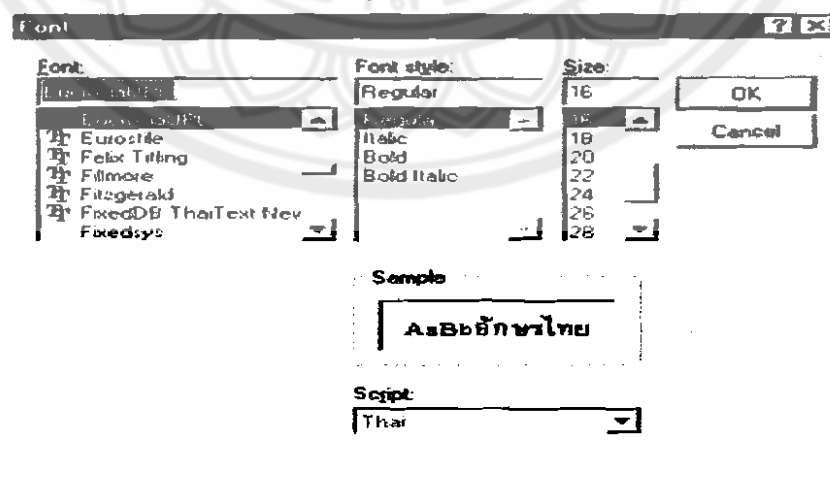 Font
Font:
Font style:
Size:
Regular
16
OK
Cancel
Regular
16
Eurostile
Italic
18
Felix Titling
Bold
20
Fillmore
Bold Italic
22
Fitzgerald
24
FixedDB ThaiText New
26
Fixedsys
28
Sample
AaBbอักษรไทย
Script:
Thai